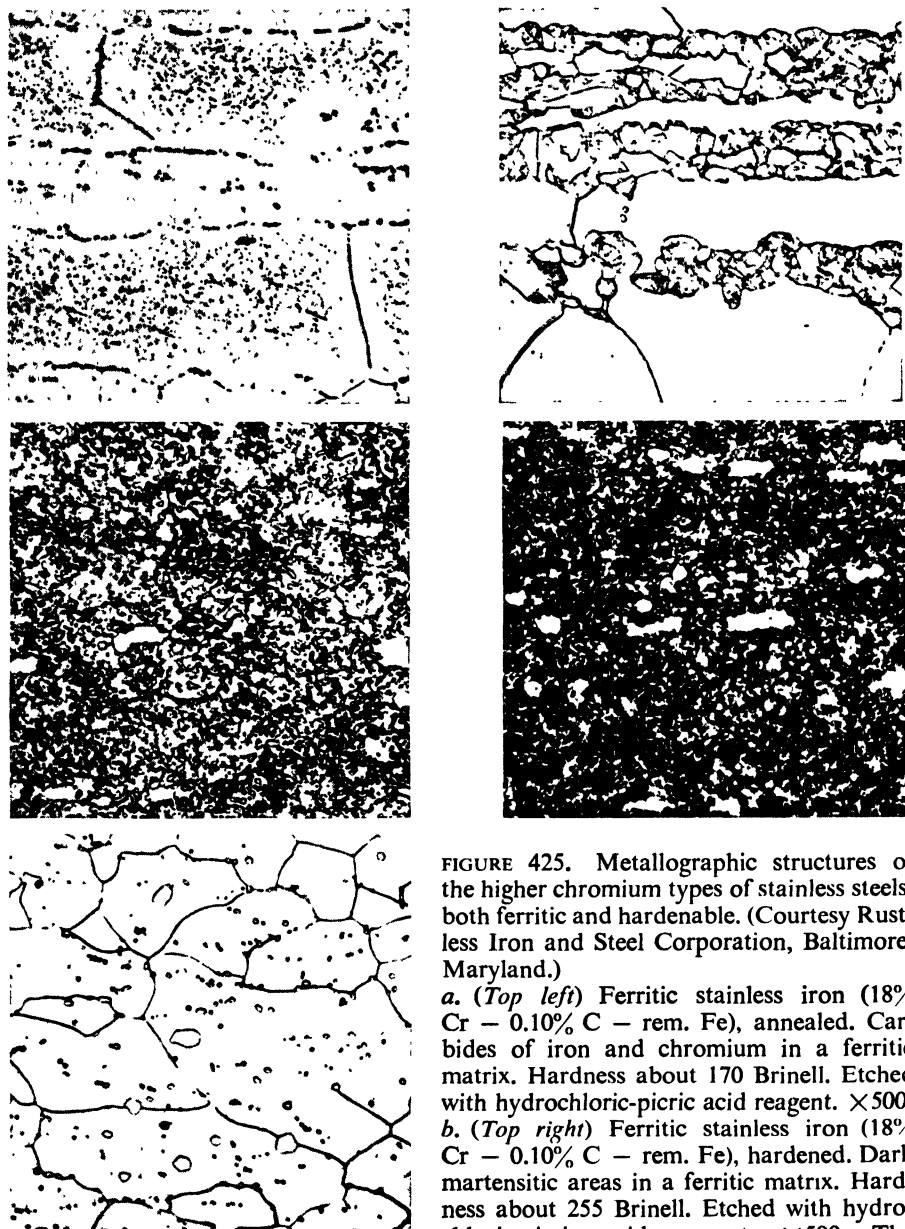 FIGURE 425. Metallographic structures o
the higher chromium types of stainless steels
both ferritic and hardenable. (Courtesy Rust
less Iron and Steel Corporation, Baltimore
Maryland.)
a. (Top left) Ferritic stainless iron (18%
Cr – 0.10% C – rem. Fe), annealed. Car
bides of iron and chromium in a ferritic
matrix. Hardness about 170 Brinell. Etched
with hydrochloric-picric acid reagent. ×500
b. (Top right) Ferritic stainless iron (18%
Cr – 0.10% C – rem. Fe), hardened. Dark
martensitic areas in a ferritic matrix. Hard
ness about 255 Brinell. Etched with hydro